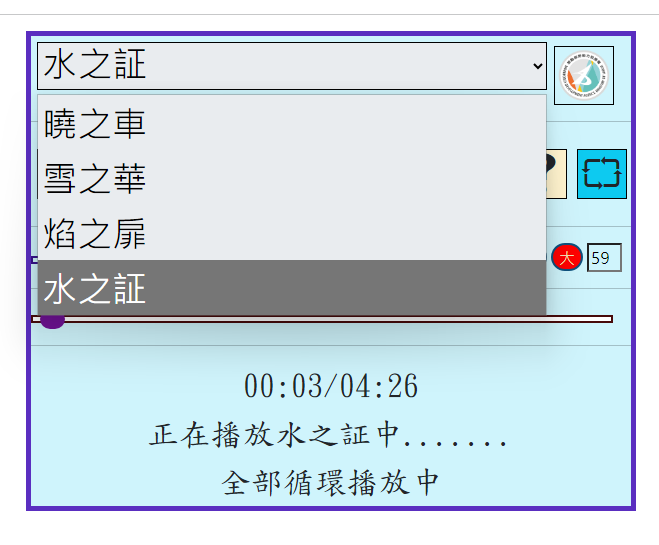 水之証
曉之車
雪之華
焰之扉
水之証
?
大 59
00:03/04:26
正在播放水之証中.......
全部循環播放中